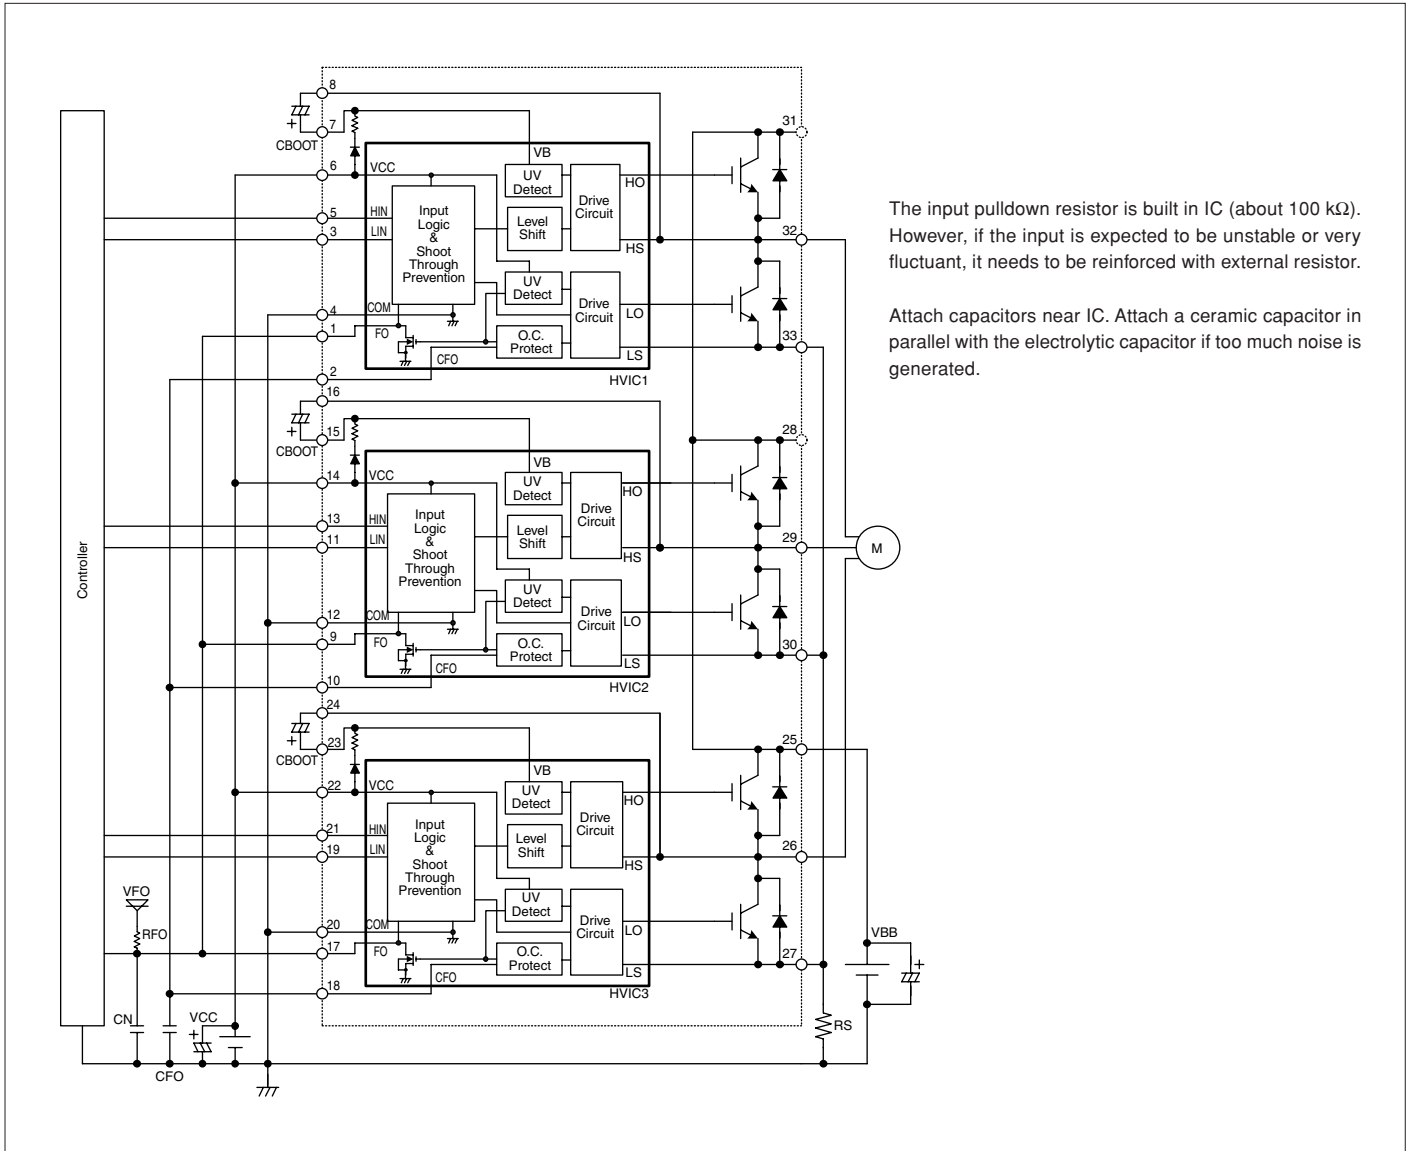 8
+
7
CBOOT
6
VCC
VB
UV
Detect
Drive
Circuit
HO
31
5
HIN
3
LIN
Input
Logic
&
Shoot
Through
Prevention
Level
Shift
HS
32
UV
Detect
Drive
Circuit
LO
4
COM
1
FO
O.C.
Protect
LS
33
2
CFO
HVIC1
16
+
15
CBOOT
14
VCC
VB
UV
Detect
Drive
Circuit
HO
28
13
HIN
11
LIN
Input
Logic
&
Shoot
Through
Prevention
Level
Shift
HS
29
M
UV
Detect
Drive
Circuit
LO
12
COM
9
FO
O.C.
Protect
LS
30
10
CFO
HVIC2
24
+
23
CBOOT
22
VCC
VB
UV
Detect
Drive
Circuit
HO
25
21
HIN
19
LIN
Input
Logic
&
Shoot
Through
Prevention
Level
Shift
HS
26
UV
Detect
Drive
Circuit
LO
20
COM
17
FO
O.C.
Protect
LS
27
18
CFO
HVIC3
Controller
VFO
RFO
CN
CFO
VCC
+
VBB
+
RS
The input pulldown resistor is built in IC (about 100 kΩ).
However, if the input is expected to be unstable or very
fluctuant, it needs to be reinforced with external resistor.
Attach capacitors near IC. Attach a ceramic capacitor in
parallel with the electrolytic capacitor if too much noise is
generated.